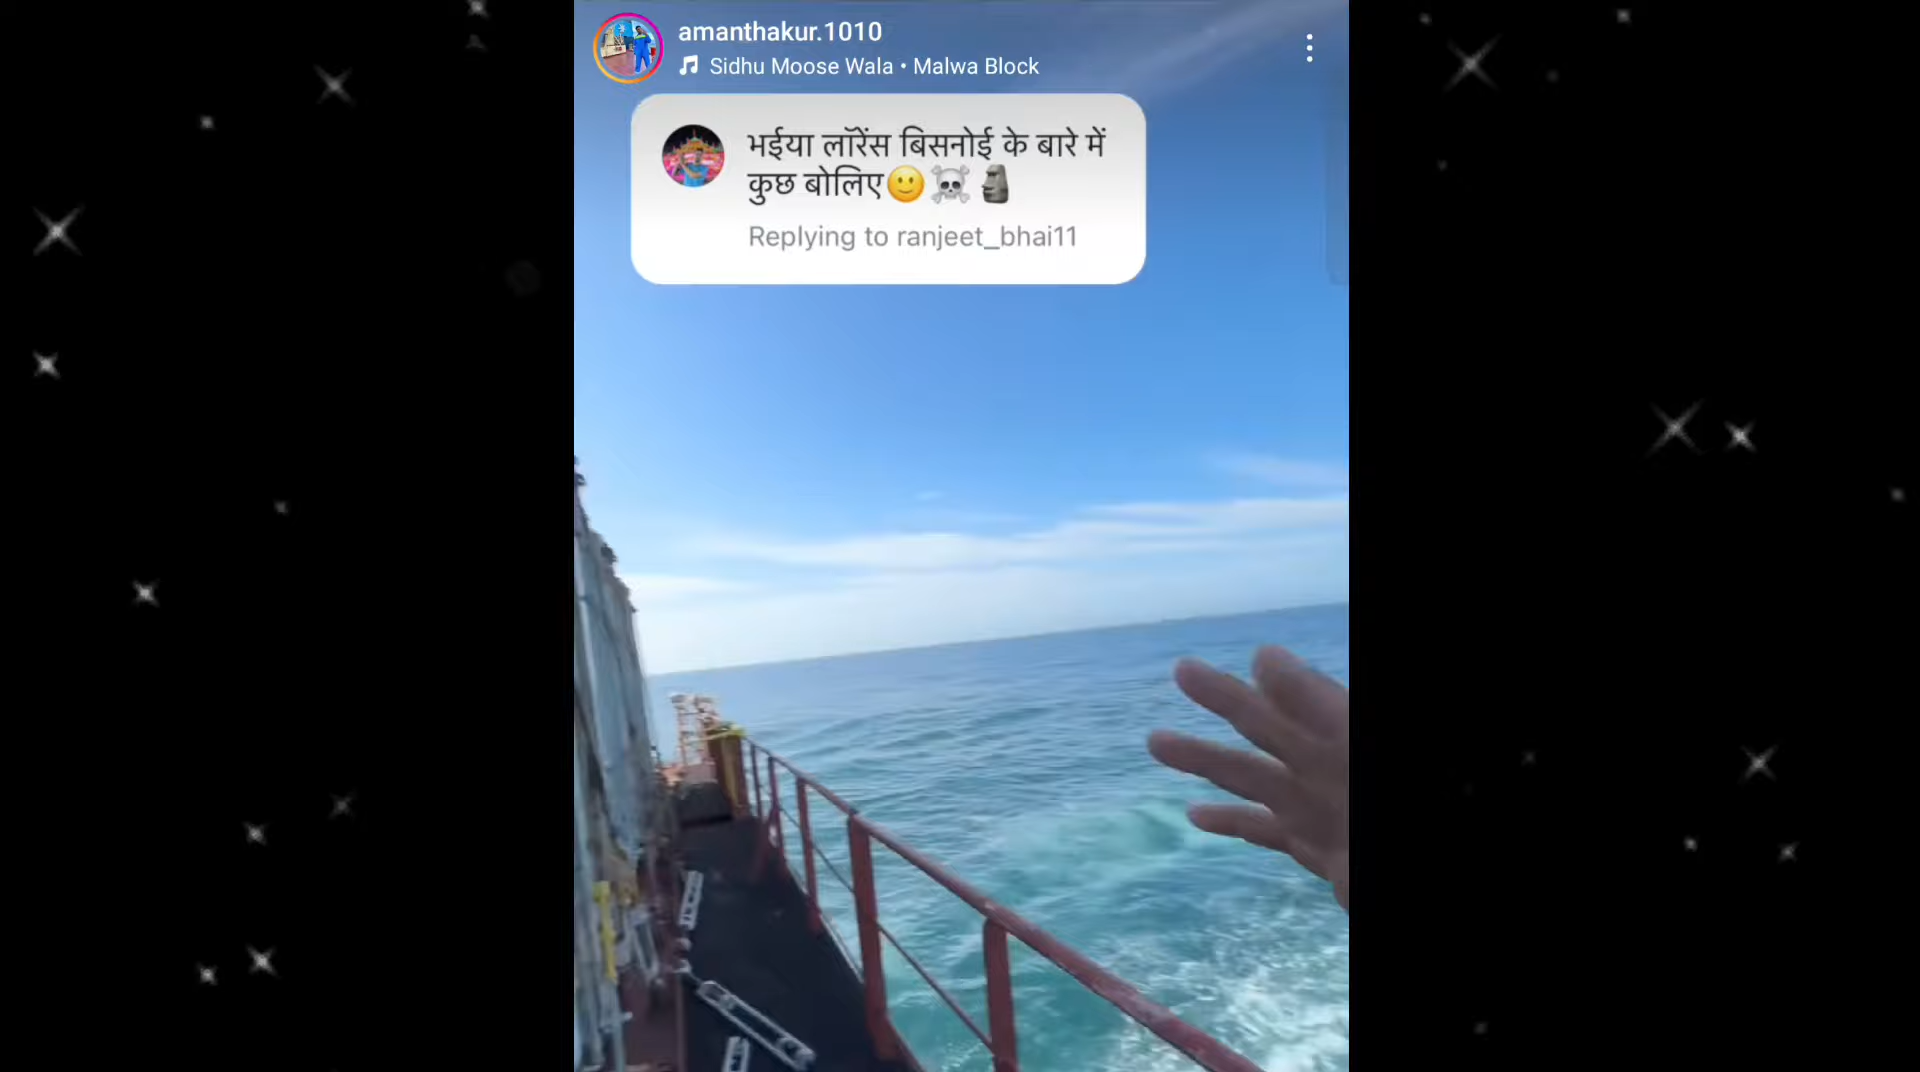 amanthakur.1010
Sidhu Moose Wala • Malwa Block
भईया लॉरेंस बिसनोई के बारे में
कुछ बोलिए🙂☠️🗿
Replying to ranjeet_bhai11